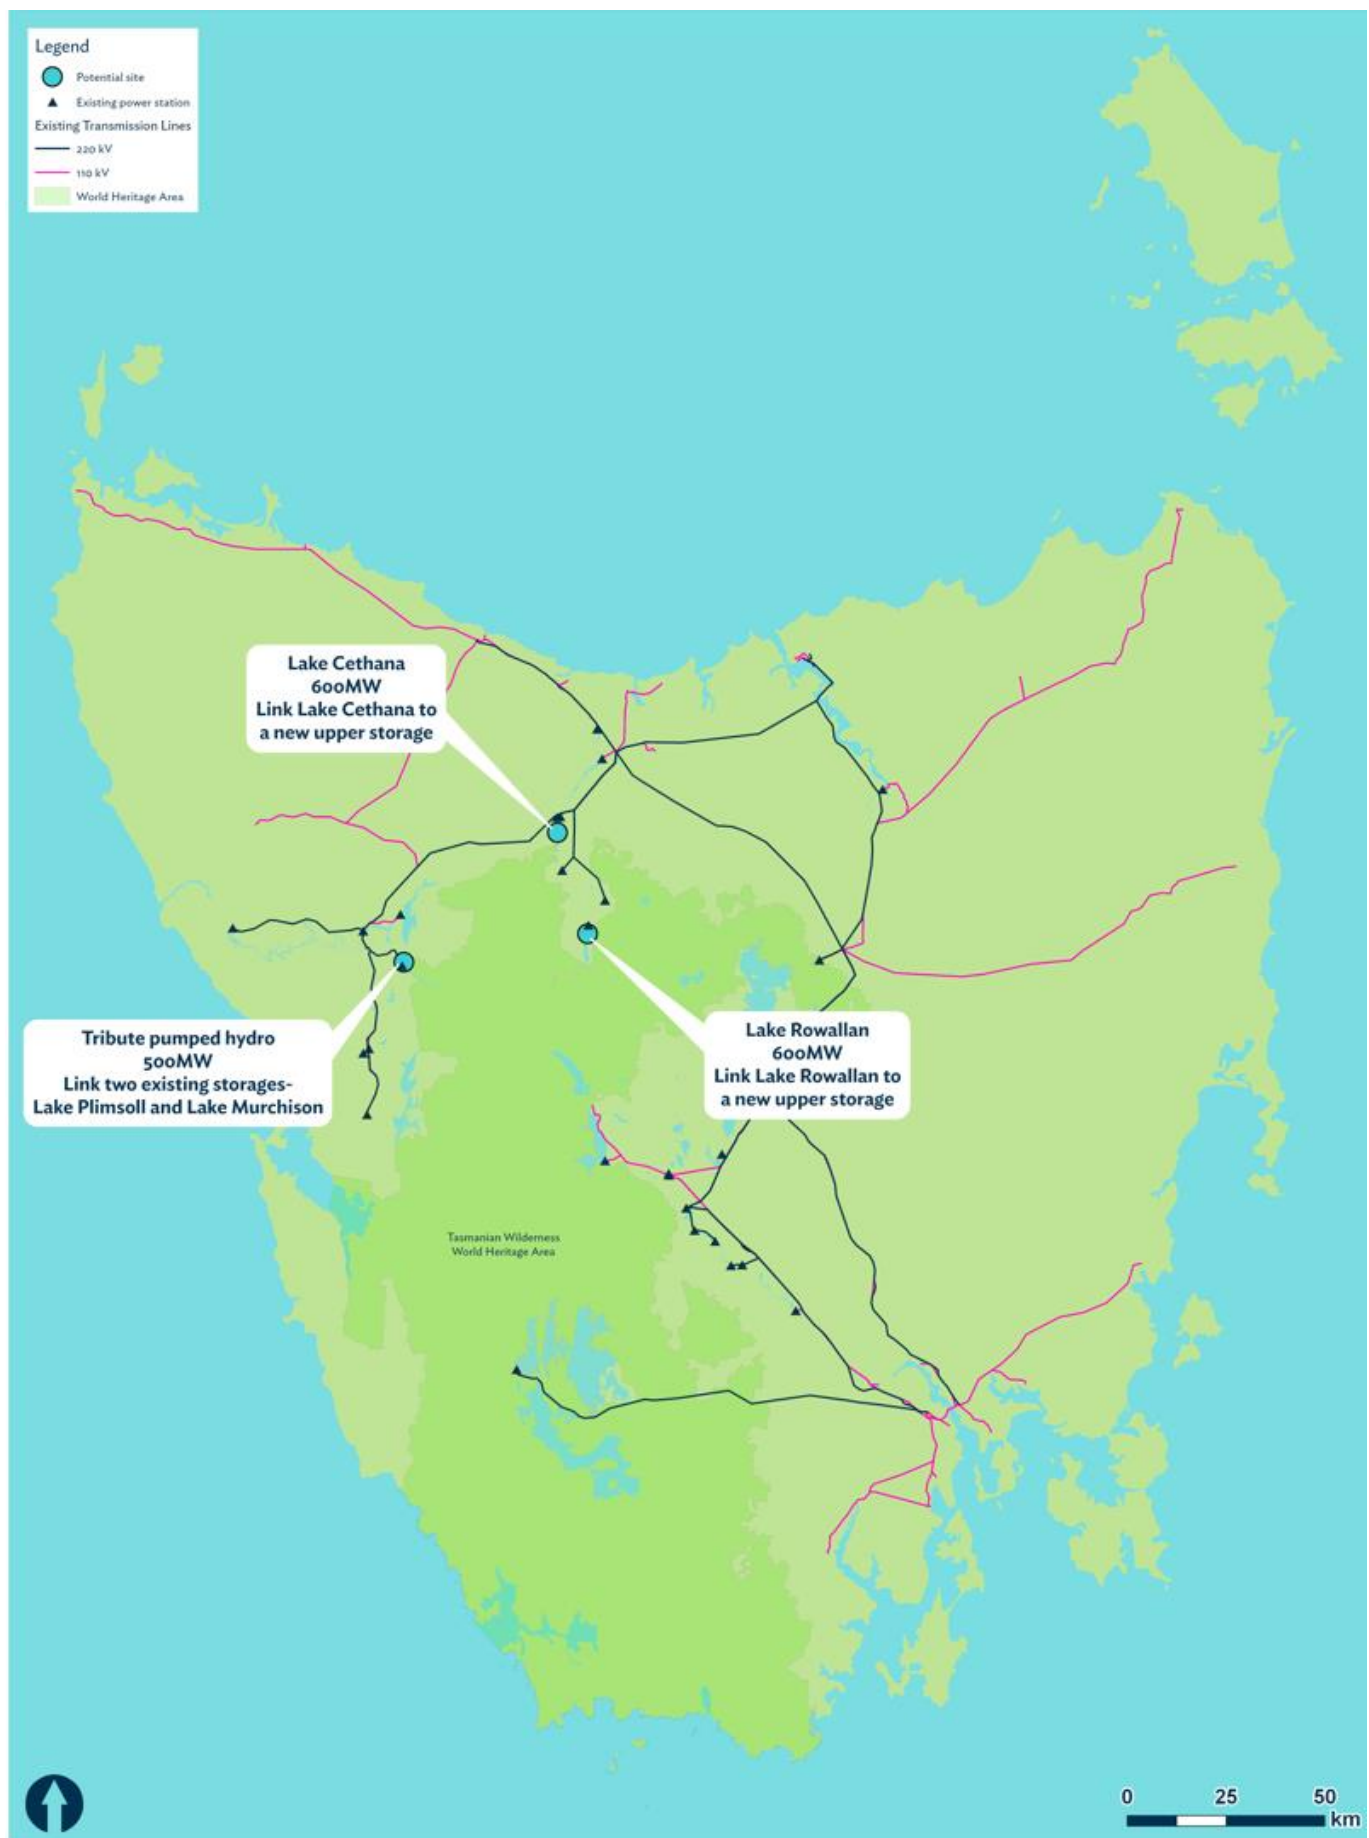 Legend
Potential site
Existing power station
Existing Transmission Lines
220 kV
110 kV
World Heritage Area
Lake Cethana
600MW
Link Lake Cethana to
a new upper storage
Tribute pumped hydro
500MW
Link two existing storages-
Lake Plimsoll and Lake Murchison
Lake Rowallan
600MW
Link Lake Rowallan to
a new upper storage
Tasmanian Wilderness
World Heritage Area
0 25 50
km